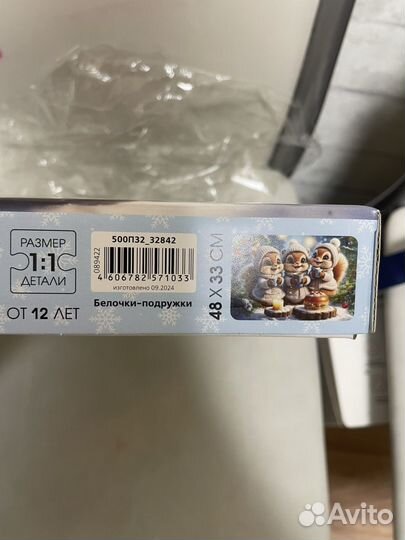 РАЗМЕР
1:1
ДЕТАЛИ
ОТ 12 ЛЕТ
089422
500П32_32842
4 606782 571033
изготовлено 09.2024
Белочки-подружки
48 X 33 СМ
Avito